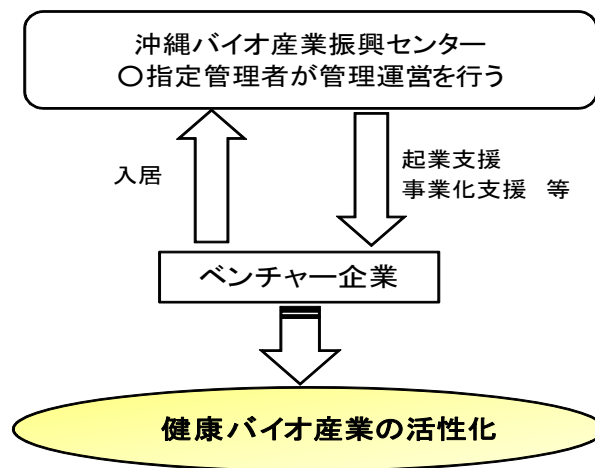 沖縄バイオ産業振興センター
〇指定管理者が管理運営を行う
入居
起業支援
事業化支援　等
ベンチャー企業
健康バイオ産業の活性化